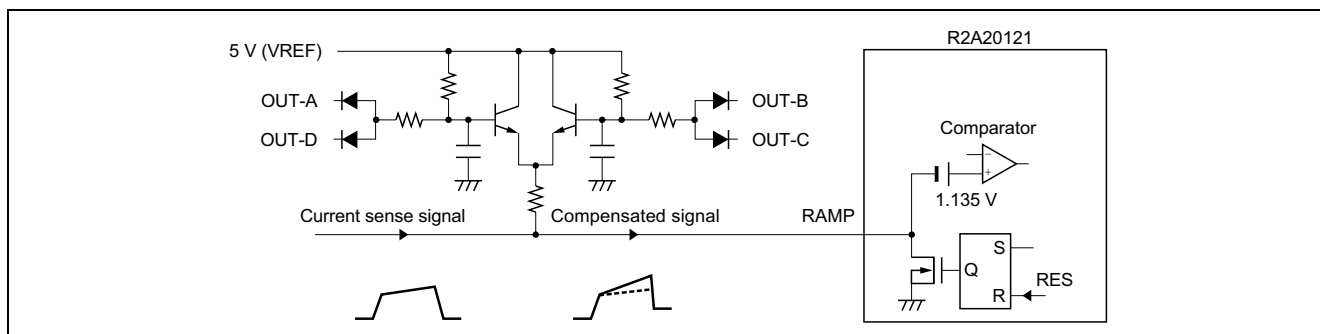 R2A20121
5 V (VREF)
OUT-A
OUT-B
OUT-D
OUT-C
Comparator
−
+
1.135 V
Current sense signal
Compensated signal
RAMP
S
Q
R
RES